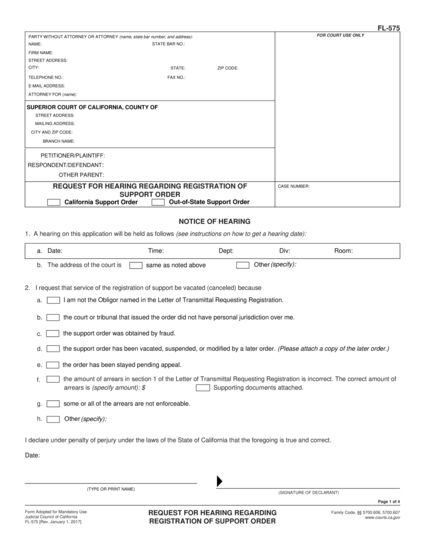 FL-575
PARTY WITHOUT ATTORNEY OR ATTORNEY (name, state bar number, and address):
FOR COURT USE ONLY
NAME: STATE BAR NO.:
FIRM NAME:
STREET ADDRESS:
CITY: STATE: ZIP CODE:
TELEPHONE NO.: FAX NO.:
E-MAIL ADDRESS:
ATTORNEY FOR (name):
SUPERIOR COURT OF CALIFORNIA, COUNTY OF
STREET ADDRESS:
MAILING ADDRESS:
CITY AND ZIP CODE:
BRANCH NAME:
PETITIONER/PLAINTIFF:
RESPONDENT/DEFENDANT:
OTHER PARENT:
REQUEST FOR HEARING REGARDING REGISTRATION OF
SUPPORT ORDER
California Support Order Out-of-State Support Order
CASE NUMBER:
NOTICE OF HEARING
1. A hearing on this application will be held as follows (see instructions on how to get a hearing date):
a. Date: Time: Dept: Div: Room:
b. The address of the court is same as noted above Other (specify):
2. I request that service of the registration of support be vacated (canceled) because
a. I am not the Obligor named in the Letter of Transmittal Requesting Registration.
b. the court or tribunal that issued the order did not have personal jurisdiction over me.
c. the support order was obtained by fraud.
d. the support order has been vacated, suspended, or modified by a later order. (Please attach a copy of the later order.)
e. the order has been stayed pending appeal.
f. the amount of arrears in section 1 of the Letter of Transmittal Requesting Registration is incorrect. The correct amount of
arrears is (specify amount): $ Supporting documents attached.
g. some or all of the arrears are not enforceable.
h. Other (specify):
I declare under penalty of perjury under the laws of the State of California that the foregoing is true and correct.
Date:
(TYPE OR PRINT NAME)
(SIGNATURE OF DECLARANT)
Page 1 of 4
Form Adopted for Mandatory Use
Judicial Council of California
FL-575 [Rev. January 1, 2017]
REQUEST FOR HEARING REGARDING
REGISTRATION OF SUPPORT ORDER
Family Code, §§ 5700.606, 5700.607
www.courts.ca.gov